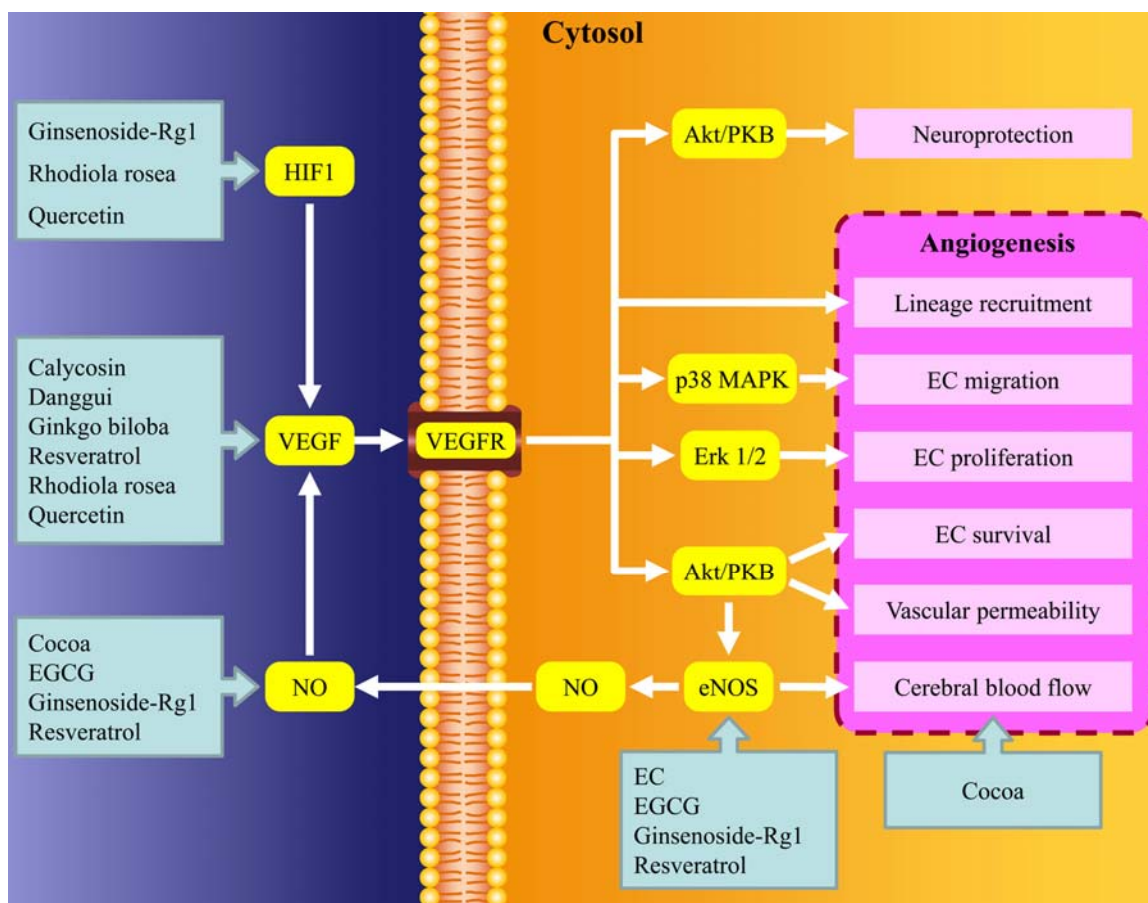 Cytosol
Ginsenoside-Rg1
Rhodiola rosea
Quercetin
HIF1
Akt/PKB
Neuroprotection
Angiogenesis
Lineage recruitment
p38 MAPK
EC migration
Calycosin
Danggui
Ginkgo biloba
Resveratrol
Rhodiola rosea
Quercetin
VEGF
VEGFR
Erk 1/2
EC proliferation
EC survival
Akt/PKB
Vascular permeability
Cocoa
EGCG
Ginsenoside-Rg1
Resveratrol
NO
NO
eNOS
Cerebral blood flow
EC
EGCG
Ginsenoside-Rg1
Resveratrol
Cocoa